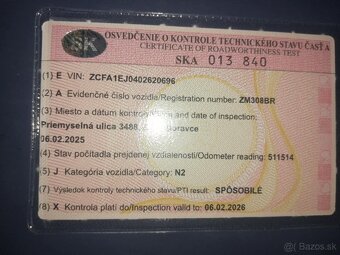 OSVEDČENIE O KONTROLE TECHNICKÉHO STAVU ČASŤ A
CERTIFICATE OF ROADWORTHINESS TEST
SK
SKA 013 840
(1) E VIN: ZCFA1EJ0402620696
(2) A Evidenčné číslo vozidla/Registration number: ZM308BR
(3) Miesto a dátum kontroly/ and date of inspection:
Priemyselná ulica 3488, Moravce
06.02.2025
(4) Stav počítadla prejdenej vzdialenosti/Odometer reading: 511514
(5) J Kategória vozidla/Category: N2
(7) Výsledok kontroly technického stavu/PTI result: SPÔSOBILÉ
(8) X Kontrola platí do/Inspection valid to: 06.02.2026
bazos.sk